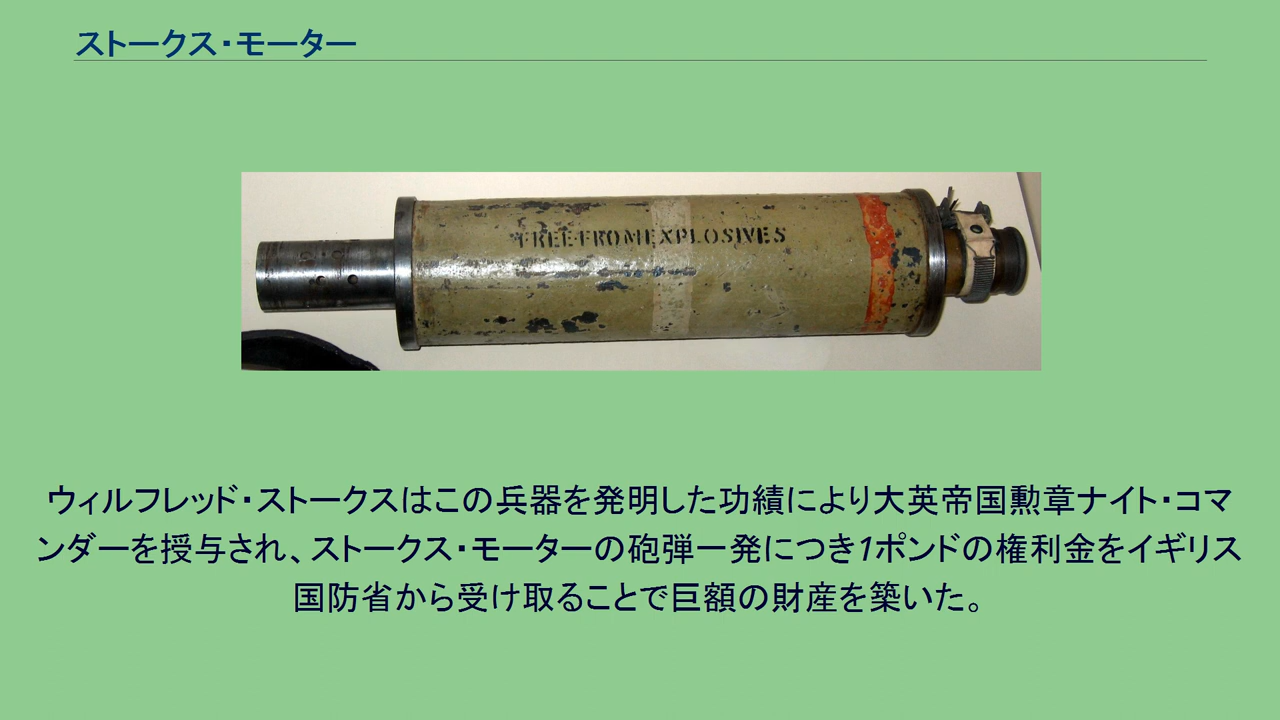 ストークス・モーター
FREE FROM EXPLOSIVES
ウィルフレッド・ストークスはこの兵器を発明した功績により大英帝国勲章ナイト・コマ
ンダーを授与され、ストークス・モーターの砲弾一発につき1ポンドの権利金をイギリス
国防省から受け取ることで巨額の財産を築いた。